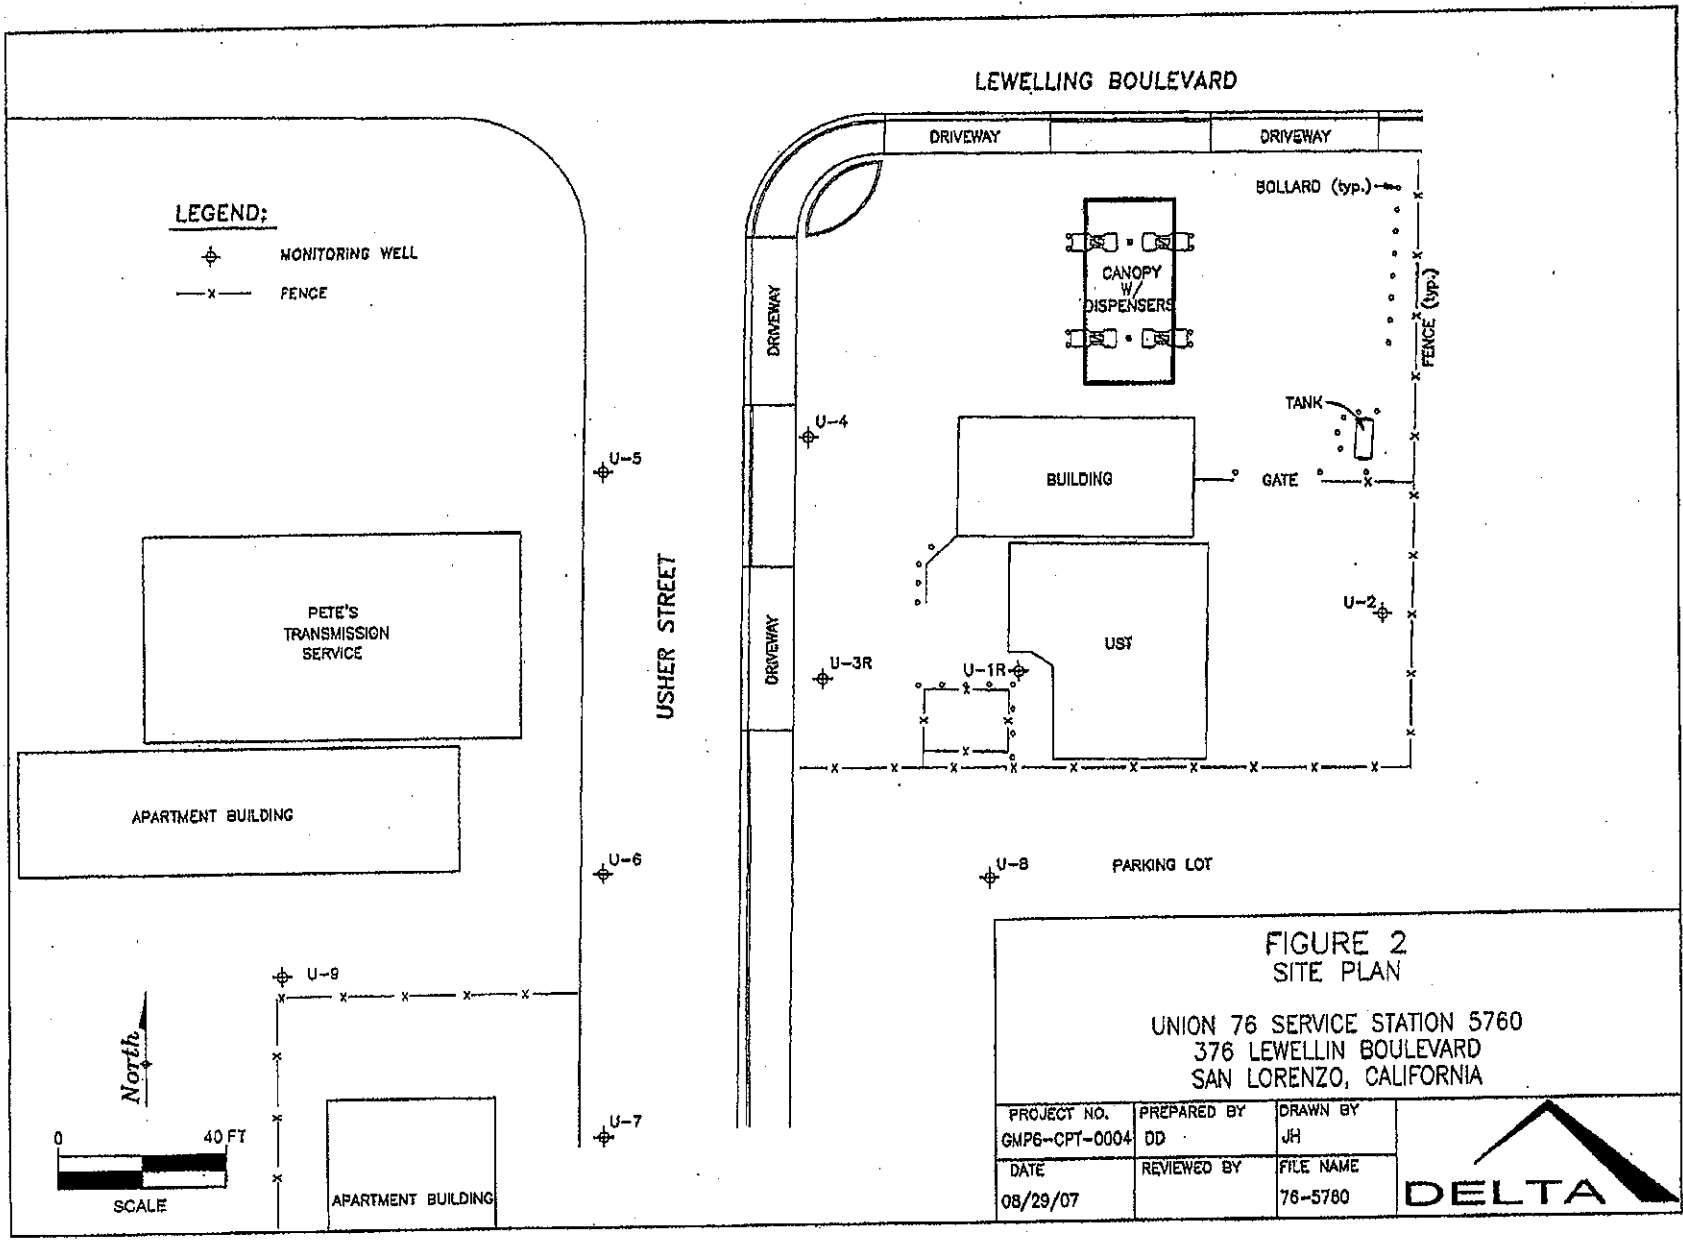 LEWELLING BOULEVARD
DRIVEWAY
DRIVEWAY
BOLLARD (typ.)
LEGEND:
MONITORING WELL
FENCE
CANOPY
W/
DISPENSERS
DRIVEWAY
FENCE (typ.)
TANK
U-4
U-5
BUILDING
GATE
PETE'S
TRANSMISSION
SERVICE
USHER STREET
DRIVEWAY
U-2
UST
U-3R
U-1R
APARTMENT BUILDING
U-6
U-8
PARKING LOT
U-9
North
0
40 FT
SCALE
U-7
APARTMENT BUILDING
FIGURE 2
SITE PLAN
UNION 76 SERVICE STATION 5760
376 LEWELLIN BOULEVARD
SAN LORENZO, CALIFORNIA
PROJECT NO.
GMP6-CPT-0004
PREPARED BY
DD
DRAWN BY
JH
DATE
08/29/07
REVIEWED BY
FILE NAME
76-5780
DELTA